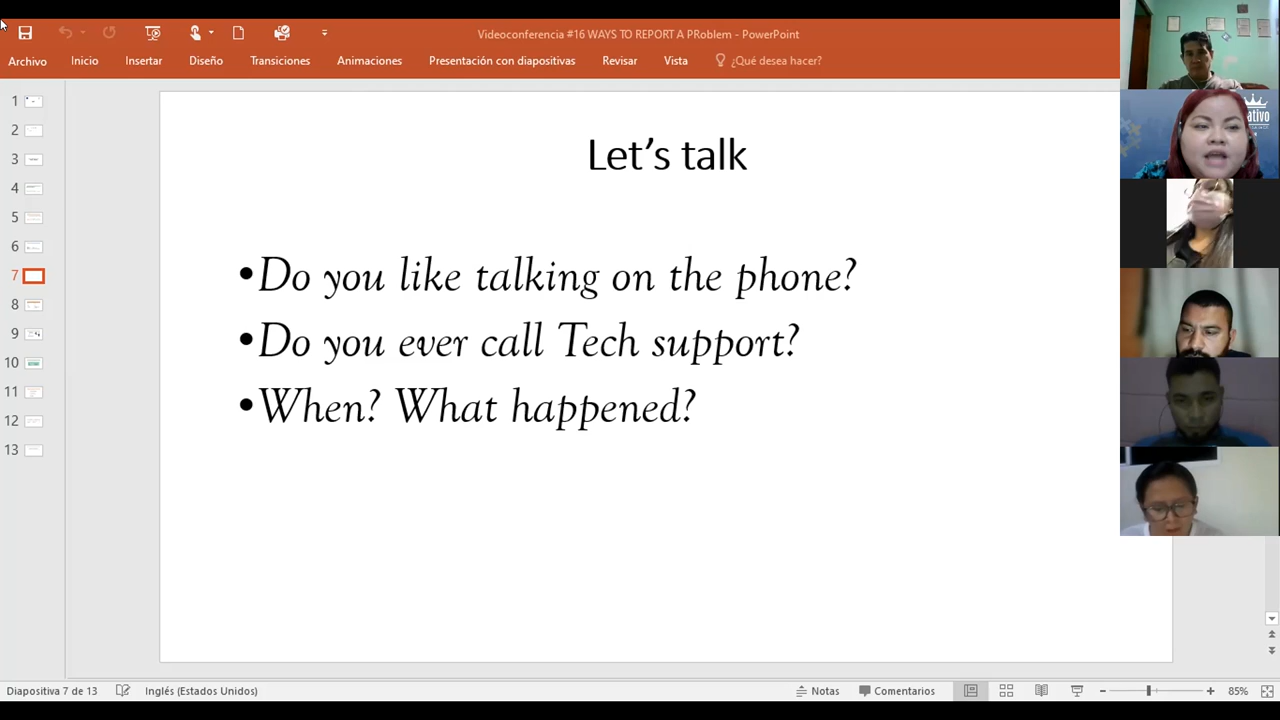 Videoconferencia #16 WAYS TO REPORT A PRoblem - PowerPoint
Archivo Inicio Insertar Diseño Transiciones Animaciones Presentación con diapositivas Revisar Vista ¿Qué desea hacer?
1
2
3
4
5
6
7
8
9
10
11
12
13
Let's talk
•Do you like talking on the phone?
•Do you ever call Tech support?
•When? What happened?
ativo
Diapositiva 7 de 13 Inglés (Estados Unidos) Notas Comentarios 85%